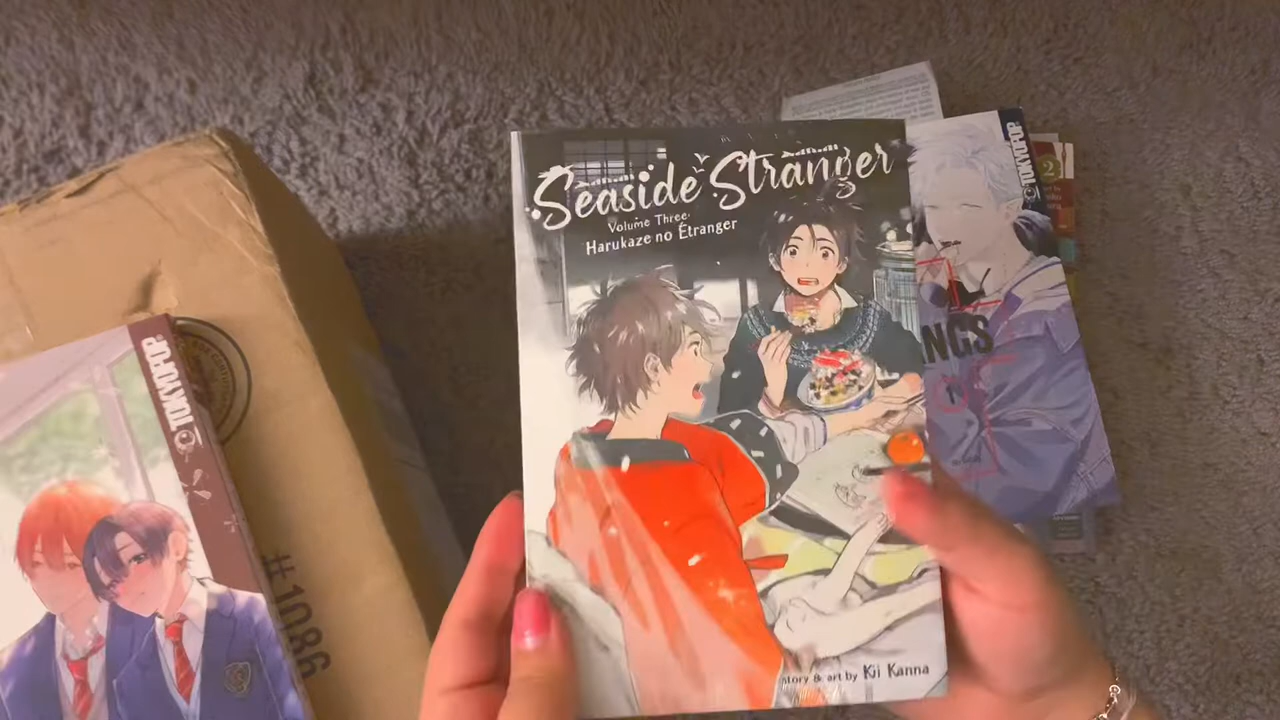 Seaside Stranger
Volume Three
Harukaze no Étranger
story & art by Kii Kanna
TOKYOPOP
NGS
2
TOKYOPOP
#1086